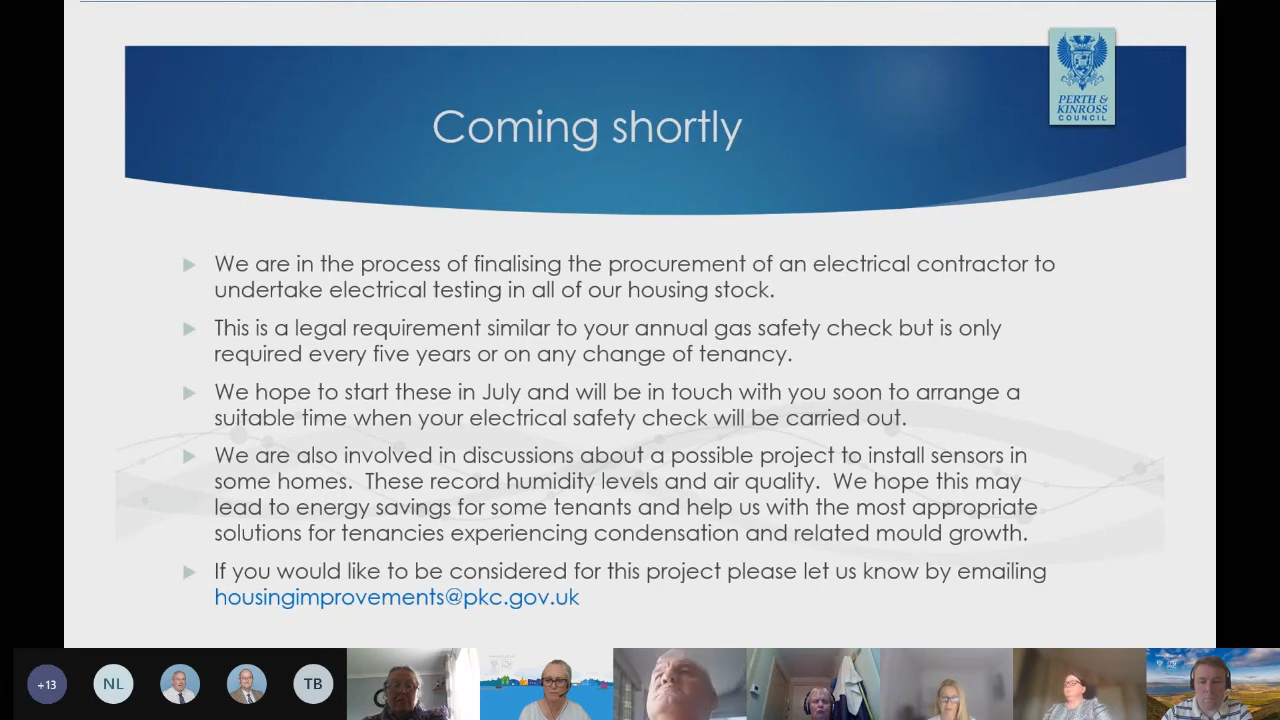 PERTH &
KINROSS
COUNCIL
Coming shortly
We are in the process of finalising the procurement of an electrical contractor to
undertake electrical testing in all of our housing stock.
This is a legal requirement similar to your annual gas safety check but is only
required every five years or on any change of tenancy.
We hope to start these in July and will be in touch with you soon to arrange a
suitable time when your electrical safety check will be carried out.
We are also involved in discussions about a possible project to install sensors in
some homes.  These record humidity levels and air quality.  We hope this may
lead to energy savings for some tenants and help us with the most appropriate
solutions for tenancies experiencing condensation and related mould growth.
If you would like to be considered for this project please let us know by emailing
housingimprovements@pkc.gov.uk
+13
NL
TB